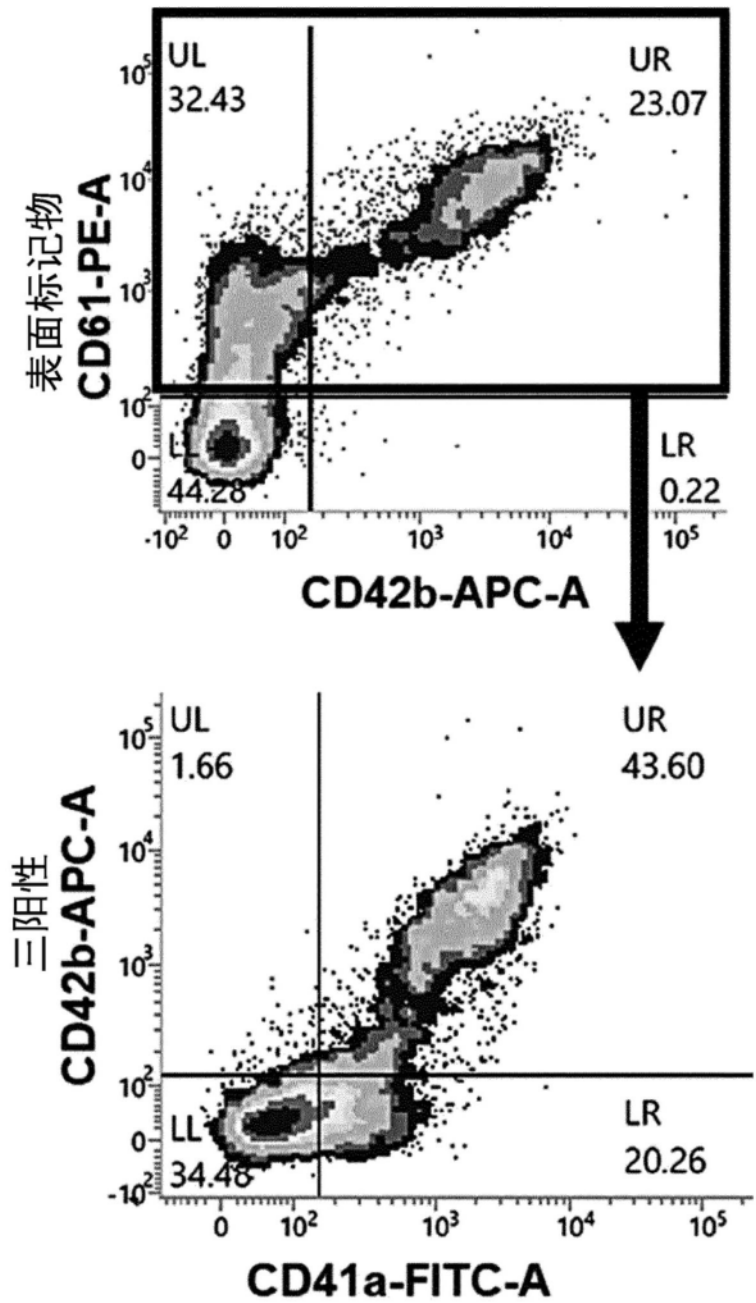 表面标记物
CD61-PE-A
UL
32.43
UR
23.07
10⁵
10⁴
10³
10²
10²
0
LL
44.28
LR
0.22
-10² 0 10² 10³ 10⁴ 10⁵
CD42b-APC-A
三阳性
CD42b-APC-A
UL
1.66
UR
43.60
10⁵
10⁴
10³
10²
0
-10²
LL
34.48
LR
20.26
0 10² 10³ 10⁴ 10⁵
CD41a-FITC-A